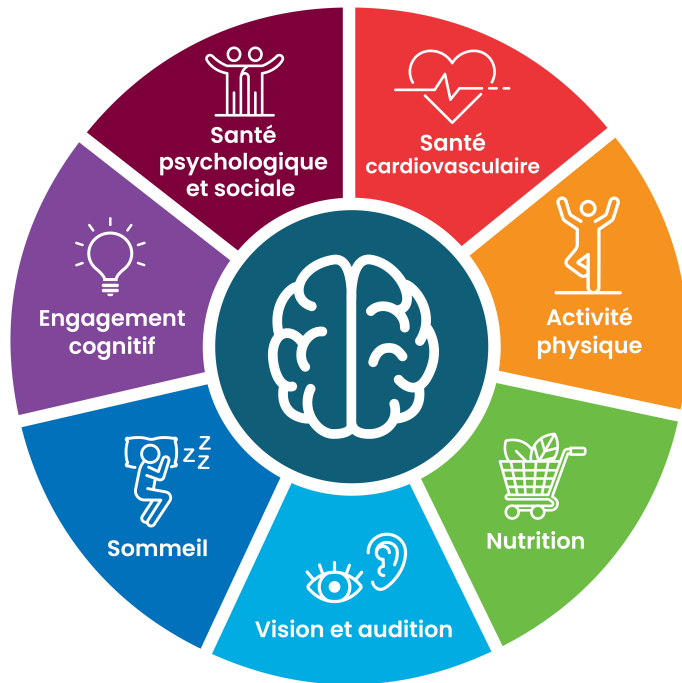 Santé
psychologique
et sociale
Santé
cardiovasculaire
Engagement
cognitif
Activité
physique
Sommeil
z z z
Nutrition
Vision et audition